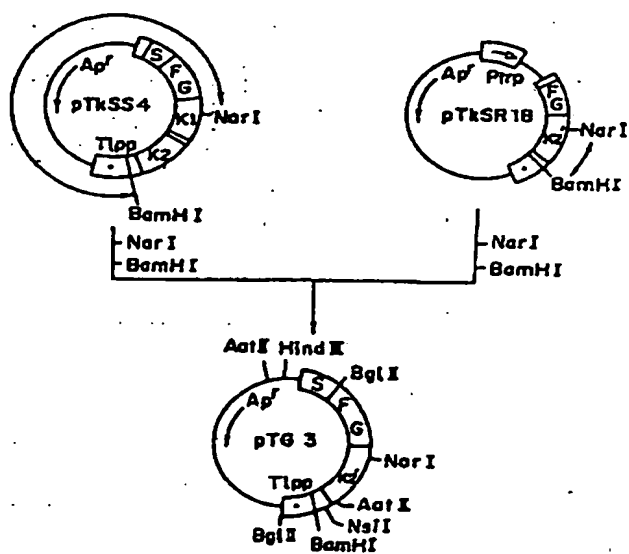 S
F
G
K1
K2
Apr
pTkSS4
NarI
Tlpp
BamHI
Apr
Ptrp
pTkSR18
F
G
K2
NarI
BamHI
NarI
BamHI
NarI
BamHI
AatII HindIII
BglII
S
F
G
Apr
pTG3
NarI
K2'
Tlpp
AatII
NsiI
BglII
BamHI